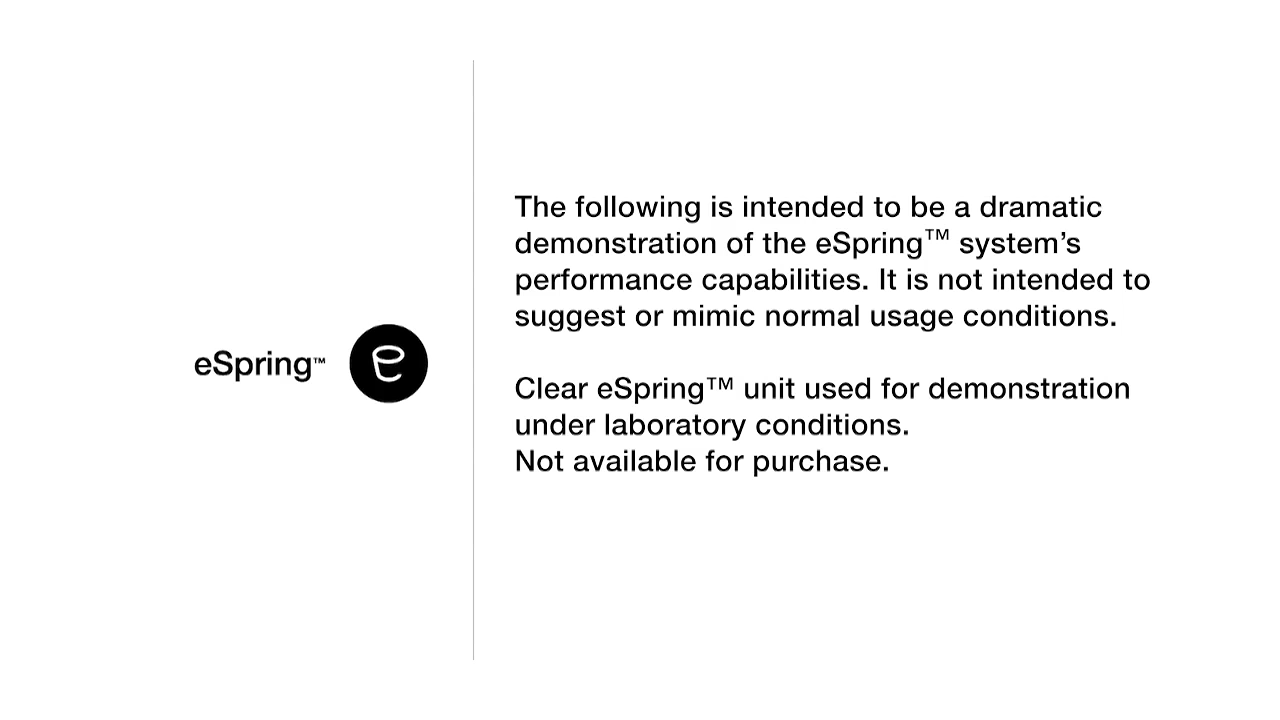 eSpring™
The following is intended to be a dramatic
demonstration of the eSpring™ system’s
performance capabilities. It is not intended to
suggest or mimic normal usage conditions.
Clear eSpring™ unit used for demonstration
under laboratory conditions.
Not available for purchase.